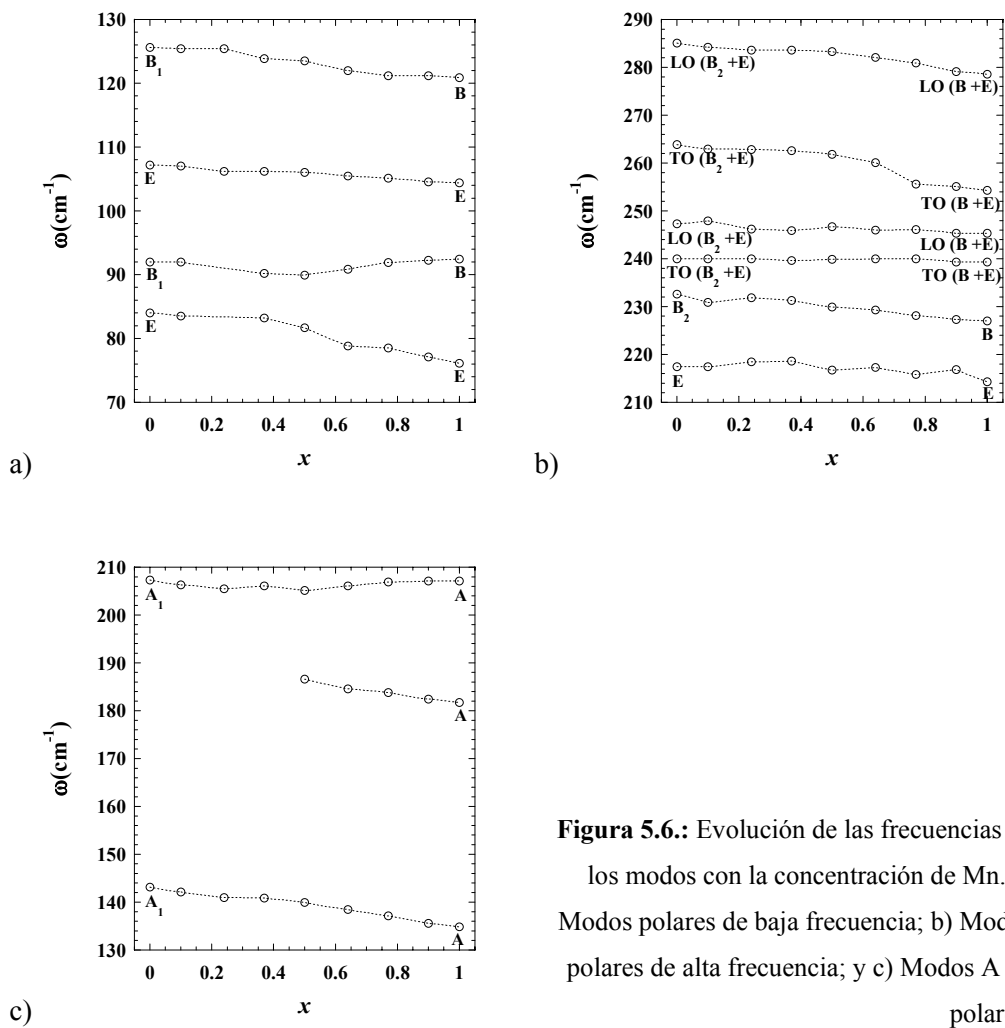 130
120
110
100
90
80
70
ω(cm⁻¹)
B₁
B
E
E
B₁
B
E
E
0 0.2 0.4 0.6 0.8 1
x
a)
290
280
270
260
250
240
230
220
210
ω(cm⁻¹)
LO (B₂ +E)
LO (B +E)
TO (B₂ +E)
TO (B +E)
LO (B₂ +E)
LO (B +E)
TO (B₂ +E)
TO (B +E)
B₂
B
E
E
0 0.2 0.4 0.6 0.8 1
x
b)
210
200
190
180
170
160
150
140
130
ω(cm⁻¹)
A₁
A
A
A₁
A
0 0.2 0.4 0.6 0.8 1
x
c)
Figura 5.6.: Evolución de las frecuencias
los modos con la concentración de Mn.
Modos polares de baja frecuencia; b) Mod
polares de alta frecuencia; y c) Modos A
polar